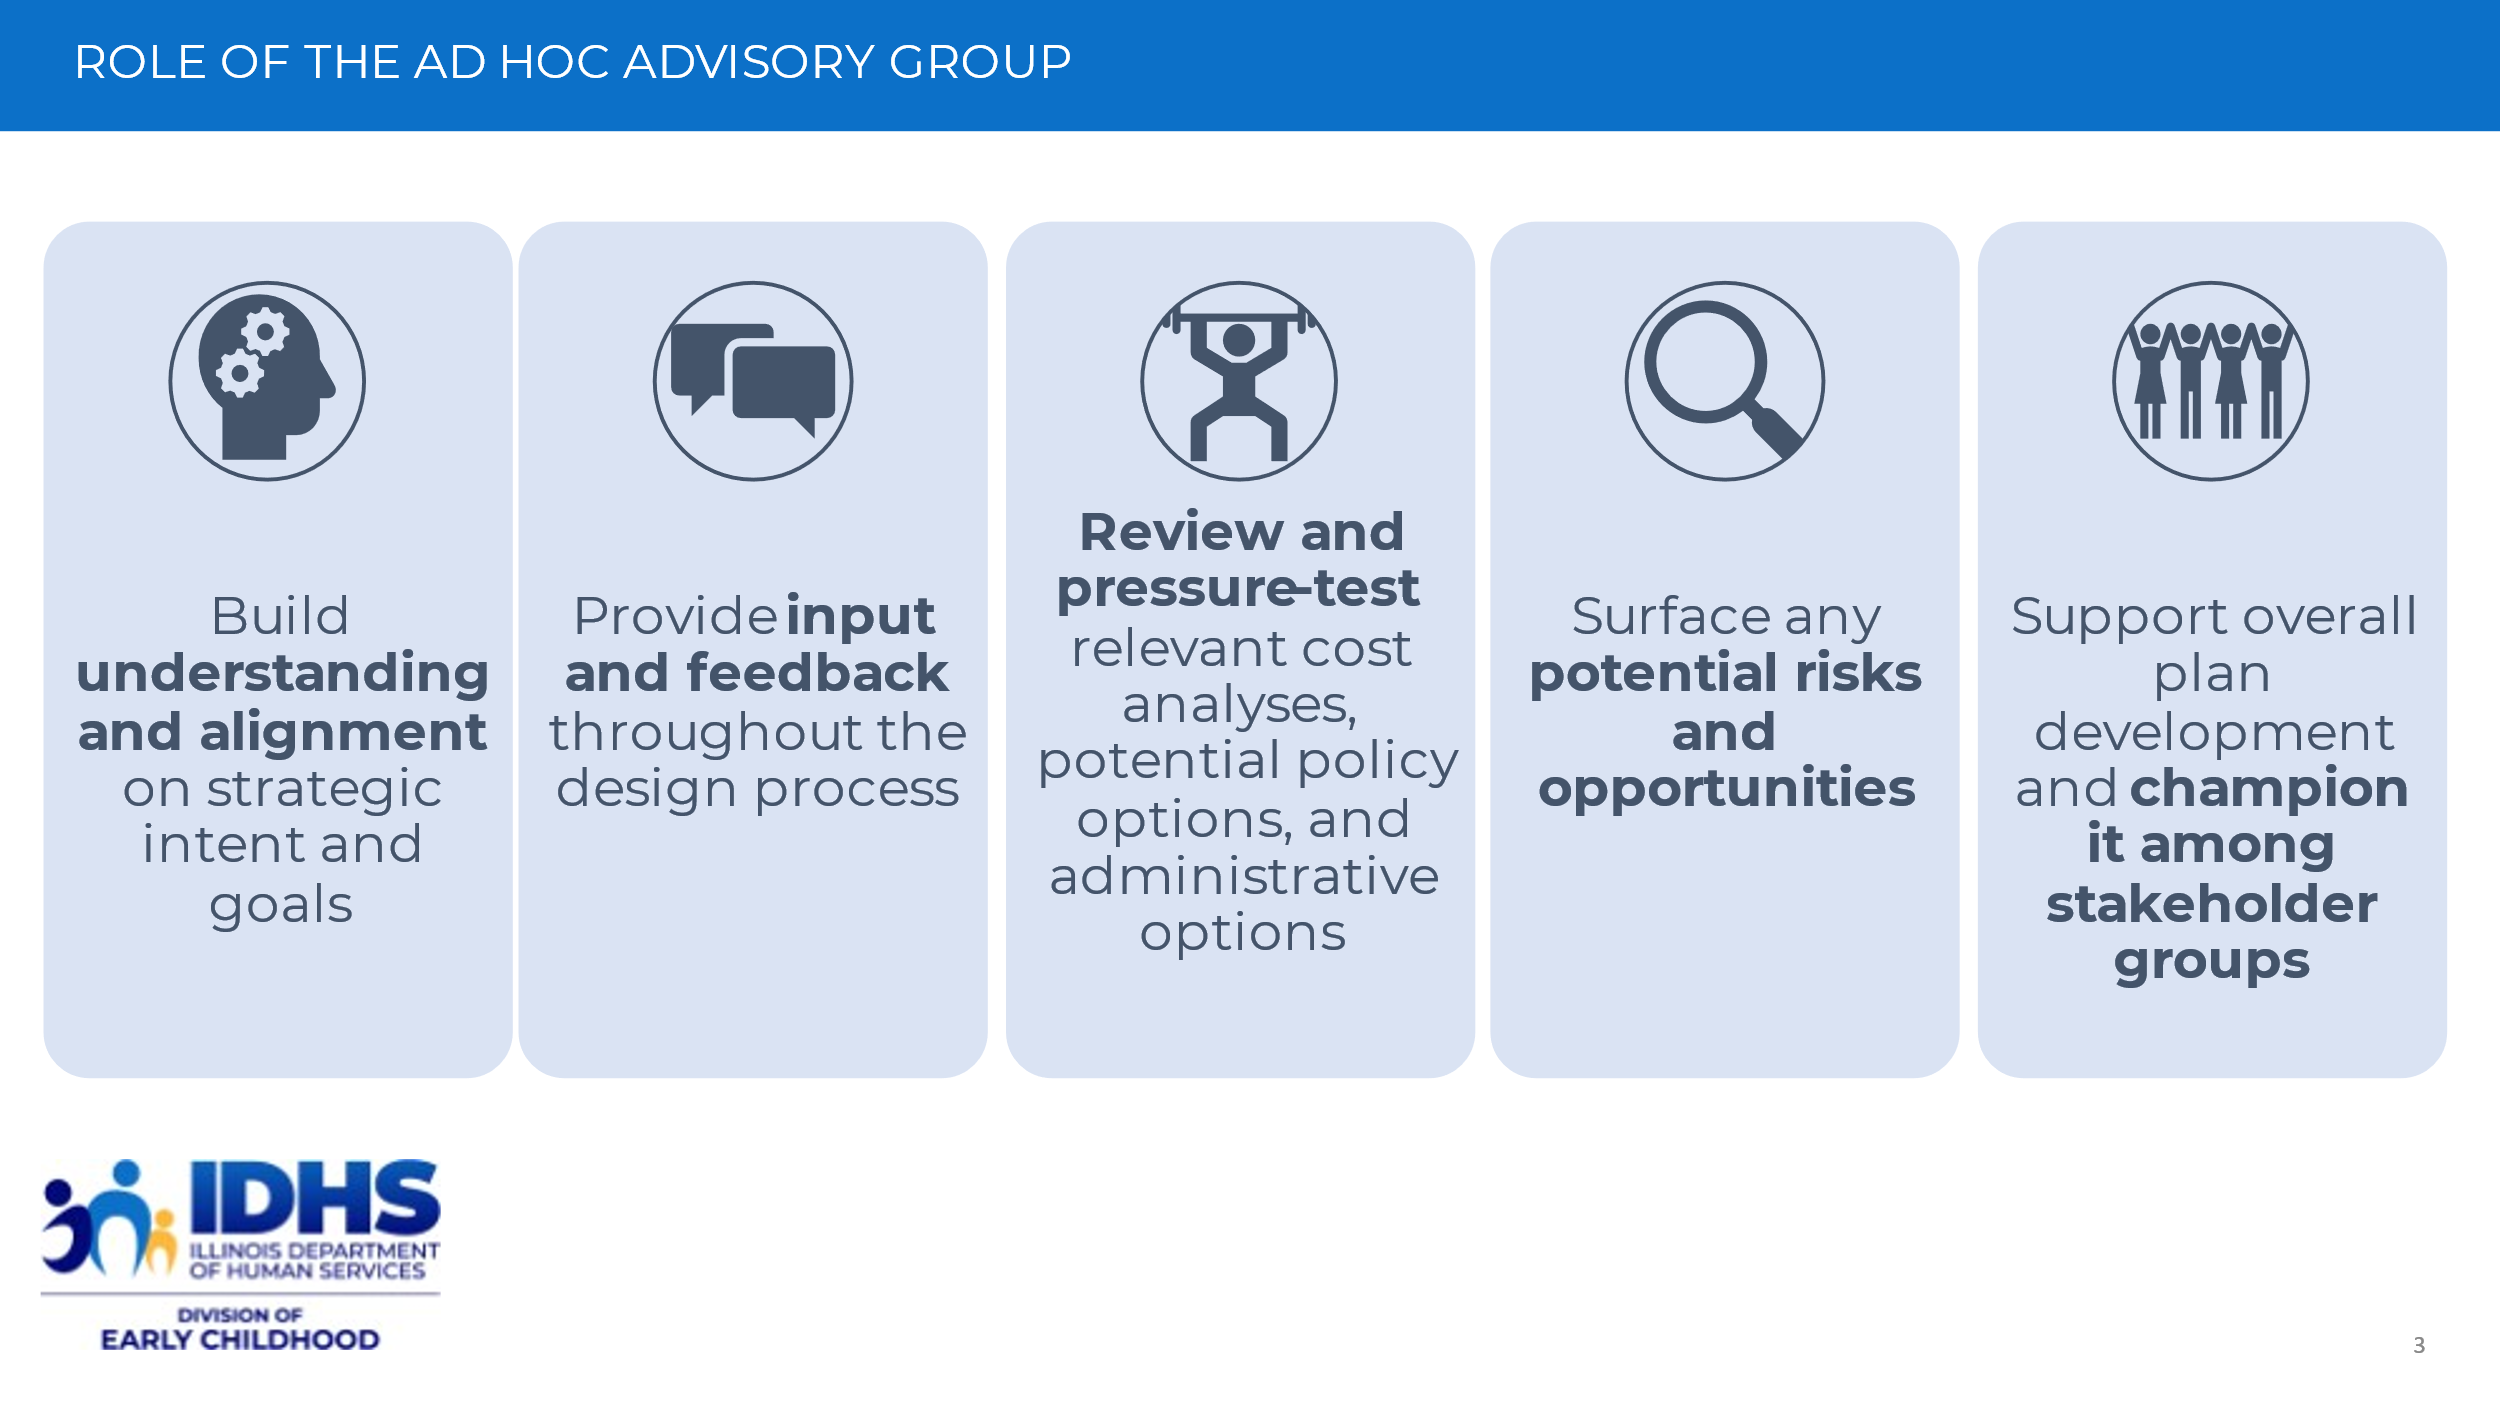 ROLE OF THE AD HOC ADVISORY GROUP
Build
understanding
and alignment
on strategic
intent and
goals
Provide input
and feedback
throughout the
design process
Review and
pressure-test
relevant cost
analyses,
potential policy
options, and
administrative
options
Surface any
potential risks
and
opportunities
Support overall
plan
development
and champion
it among
stakeholder
groups
IDHS
ILLINOIS DEPARTMENT
OF HUMAN SERVICES
DIVISION OF
EARLY CHILDHOOD
3